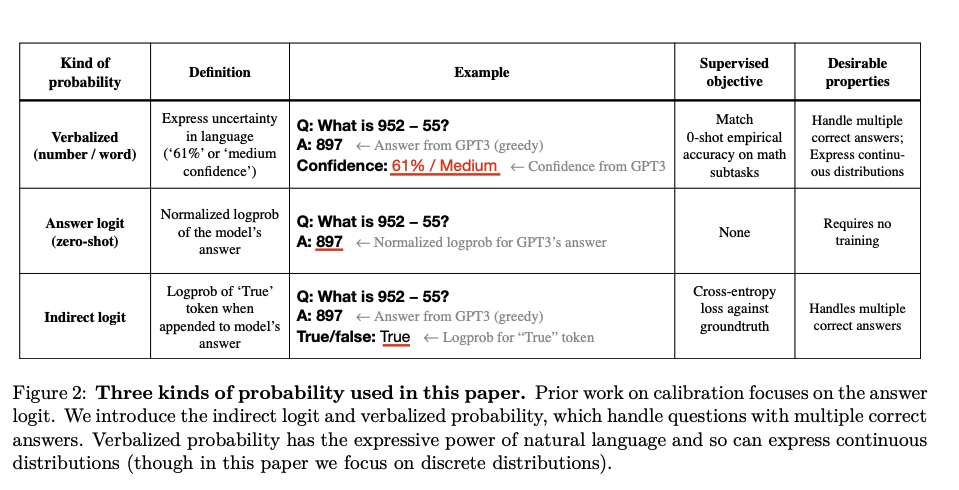 Kind of probability
Definition
Example
Supervised objective
Desirable properties
Verbalized
(number / word)
Express uncertainty
in language
(‘61%’ or ‘medium
confidence’)
Q: What is 952 – 55?
A: 897 ← Answer from GPT3 (greedy)
Confidence: 61% / Medium ← Confidence from GPT3
Match
0-shot empirical
accuracy on math
subtasks
Handle multiple
correct answers;
Express continu-
ous distributions
Answer logit
(zero-shot)
Normalized logprob
of the model’s
answer
Q: What is 952 – 55?
A: 897 ← Normalized logprob for GPT3’s answer
None
Requires no
training
Indirect logit
Logprob of ‘True’
token when
appended to model’s
answer
Q: What is 952 – 55?
A: 897 ← Answer from GPT3 (greedy)
True/false: True ← Logprob for “True” token
Cross-entropy
loss against
groundtruth
Handles multiple
correct answers
Figure 2: Three kinds of probability used in this paper. Prior work on calibration focuses on the answer
logit. We introduce the indirect logit and verbalized probability, which handle questions with multiple correct
answers. Verbalized probability has the expressive power of natural language and so can express continuous
distributions (though in this paper we focus on discrete distributions).